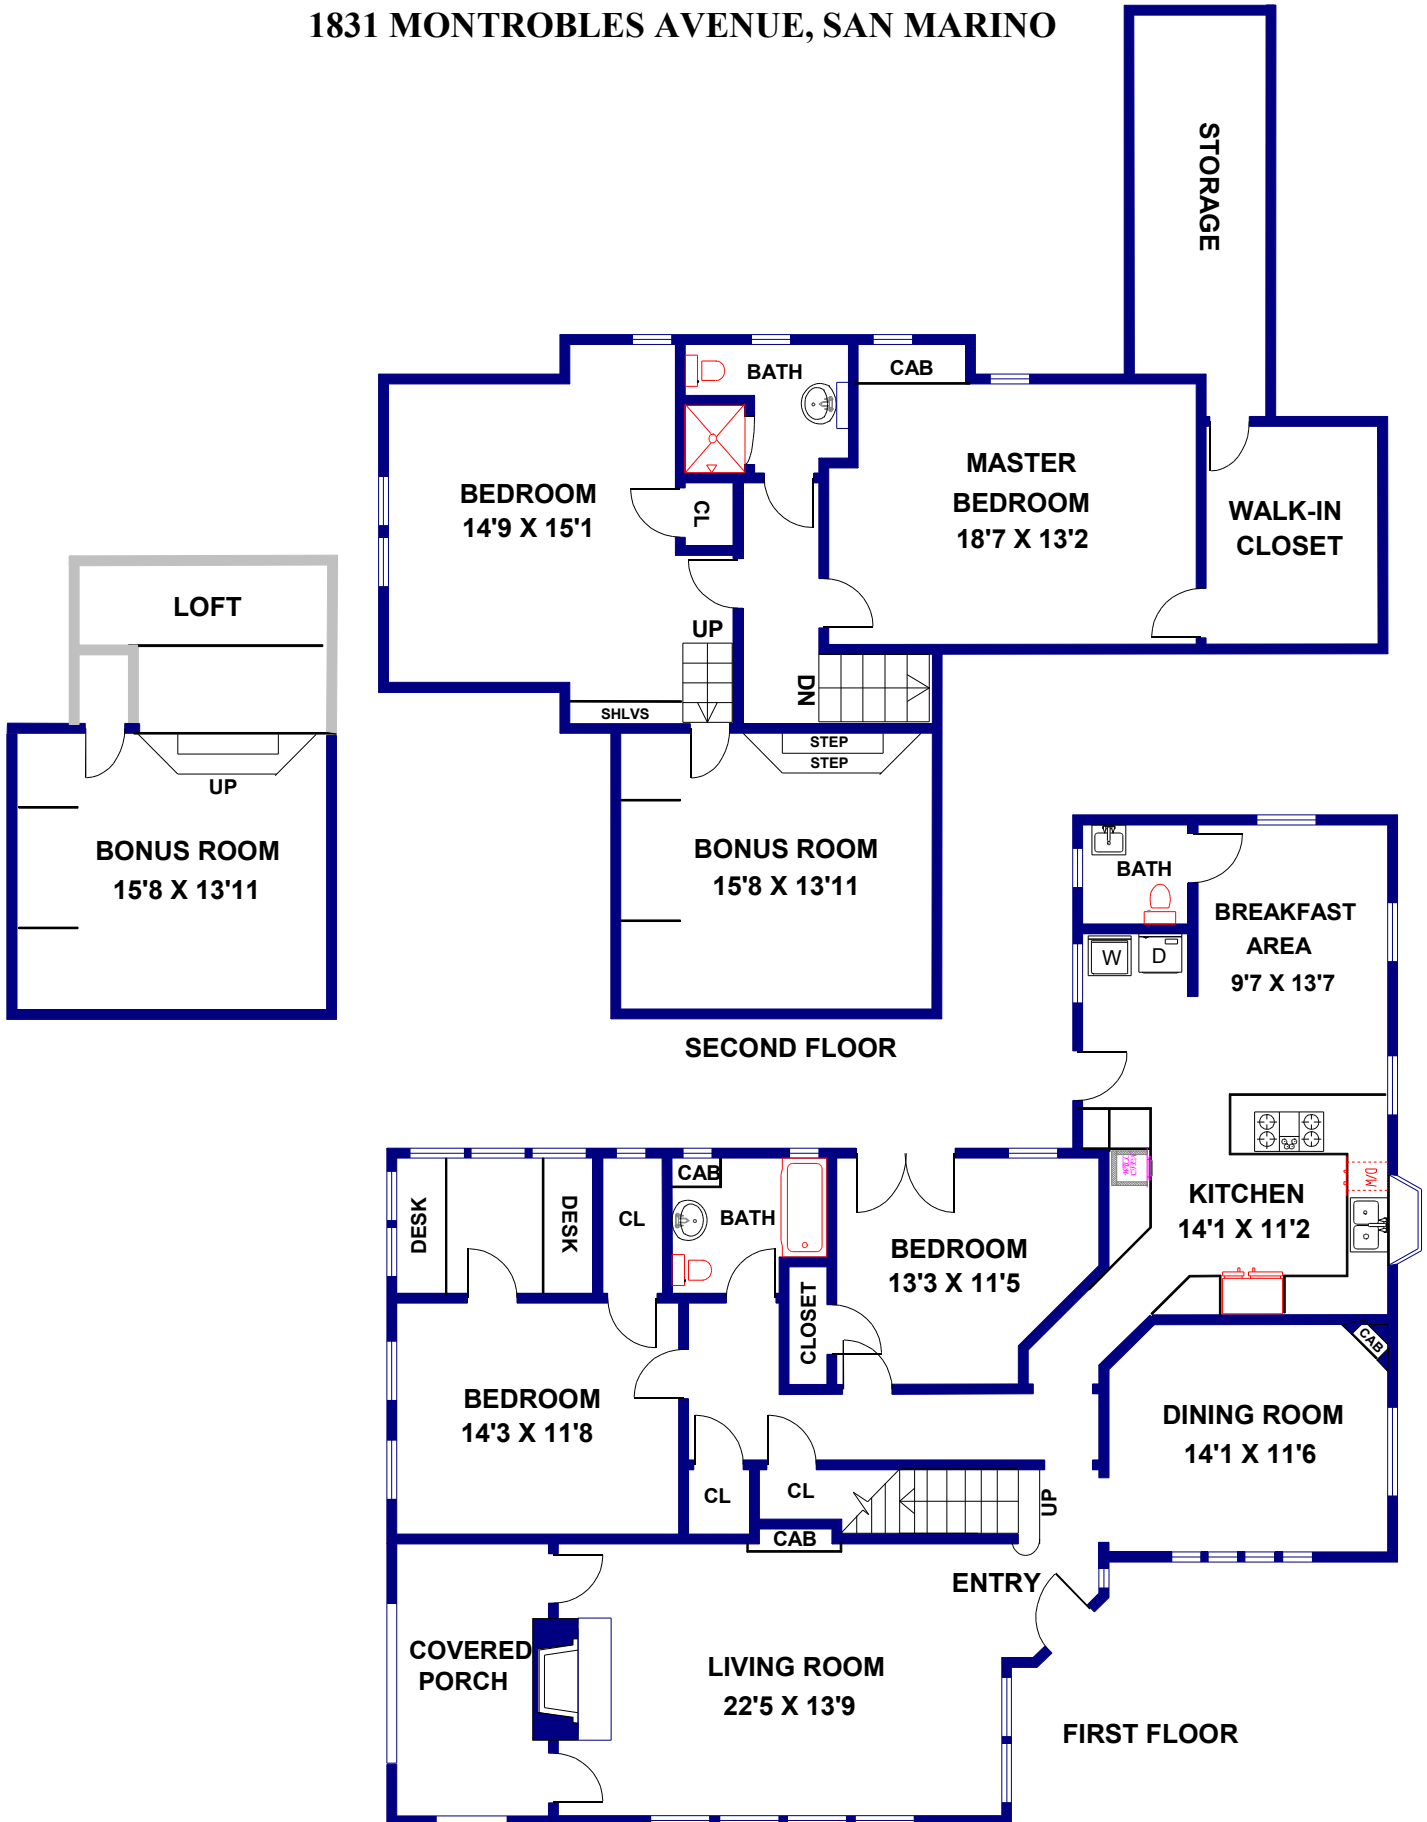 1831 MONTROBLES AVENUE, SAN MARINO
STORAGE
BATH
CAB
MASTER
BEDROOM
18'7 X 13'2
BEDROOM
14'9 X 15'1
CL
WALK-IN
CLOSET
UP
DN
SHLVS
STEP
STEP
LOFT
UP
BONUS ROOM
15'8 X 13'11
BONUS ROOM
15'8 X 13'11
SECOND FLOOR
BATH
BREAKFAST
AREA
9'7 X 13'7
W
D
DESK
DESK
CL
CAB
BATH
BEDROOM
13'3 X 11'5
CLOSET
KITCHEN
14'1 X 11'2
D/W
CAB
BEDROOM
14'3 X 11'8
DINING ROOM
14'1 X 11'6
CL
CL
UP
CAB
ENTRY
COVERED
PORCH
LIVING ROOM
22'5 X 13'9
FIRST FLOOR